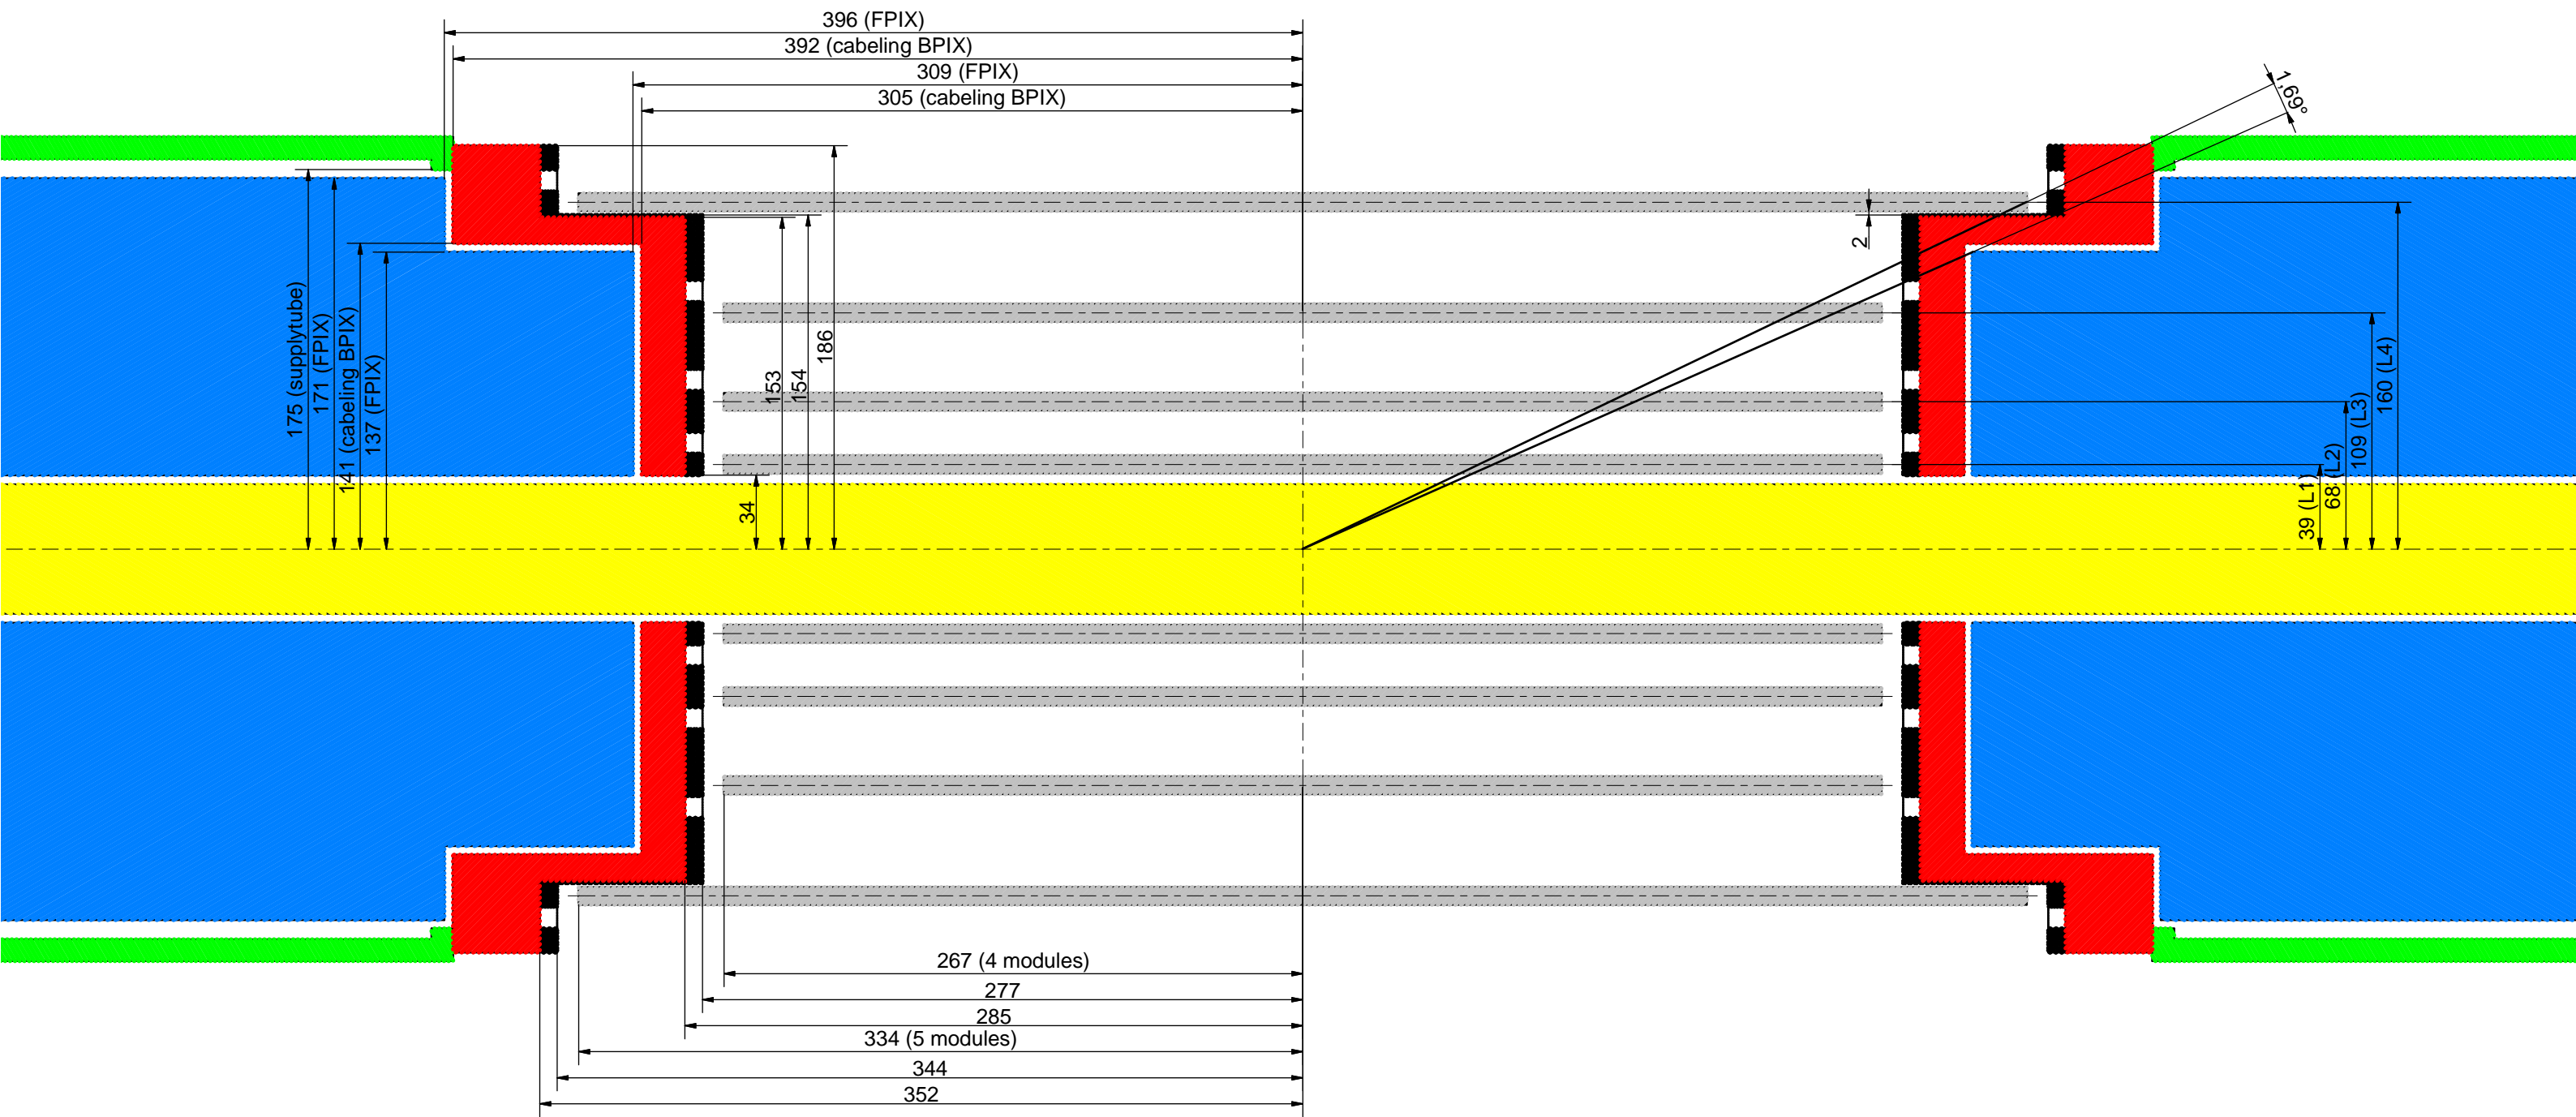 396 (FPIX)
392 (cabeling BPIX)
309 (FPIX)
305 (cabeling BPIX)
1,69°
175 (supplytube)
171 (FPIX)
141 (cabeling BPIX)
137 (FPIX)
34
153
154
186
2
39 (L1)
68 (L2)
109 (L3)
160 (L4)
267 (4 modules)
277
285
334 (5 modules)
344
352